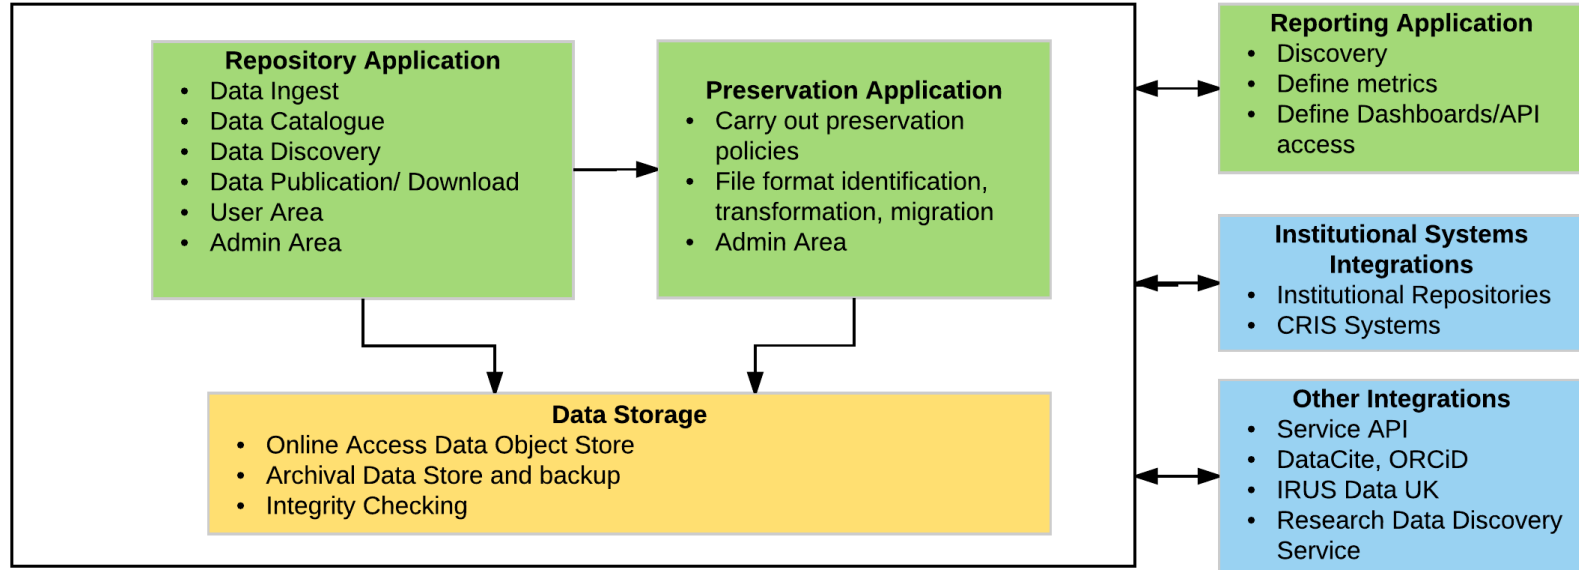 Repository Application
• Data Ingest
• Data Catalogue
• Data Discovery
• Data Publication/ Download
• User Area
• Admin Area
Preservation Application
• Carry out preservation
policies
• File format identification,
transformation, migration
• Admin Area
Data Storage
• Online Access Data Object Store
• Archival Data Store and backup
• Integrity Checking
Reporting Application
• Discovery
• Define metrics
• Define Dashboards/API
access
Institutional Systems
Integrations
• Institutional Repositories
• CRIS Systems
Other Integrations
• Service API
• DataCite, ORCiD
• IRUS Data UK
• Research Data Discovery
Service